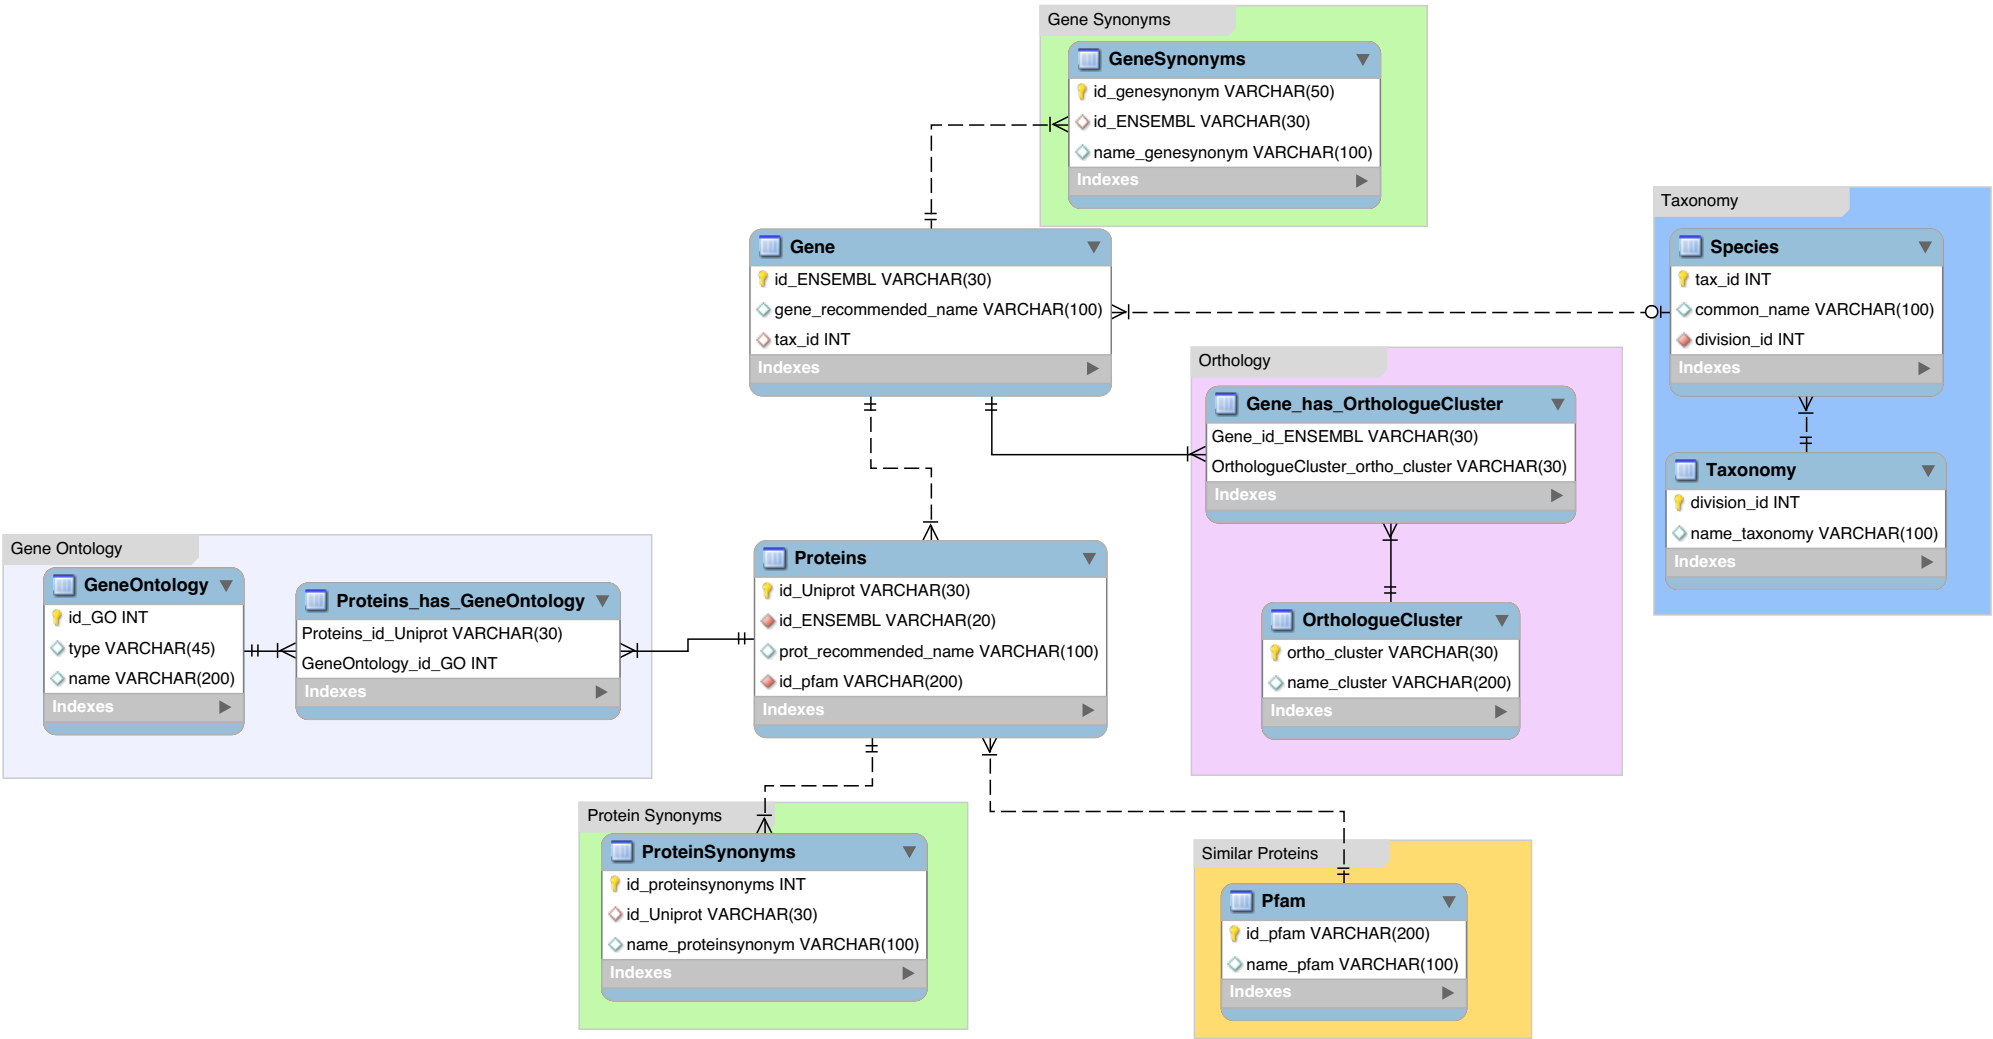 Gene Synonyms
GeneSynonyms
id_genesynonym VARCHAR(50)
id_ENSEMBL VARCHAR(30)
name_genesynonym VARCHAR(100)
Indexes
Gene
id_ENSEMBL VARCHAR(30)
gene_recommended_name VARCHAR(100)
tax_id INT
Indexes
Taxonomy
Species
tax_id INT
common_name VARCHAR(100)
division_id INT
Indexes
Taxonomy
division_id INT
name_taxonomy VARCHAR(100)
Indexes
Orthology
Gene_has_OrthologueCluster
Gene_id_ENSEMBL VARCHAR(30)
OrthologueCluster_ortho_cluster VARCHAR(30)
Indexes
OrthologueCluster
ortho_cluster VARCHAR(30)
name_cluster VARCHAR(200)
Indexes
Gene Ontology
GeneOntology
id_GO INT
type VARCHAR(45)
name VARCHAR(200)
Indexes
Proteins_has_GeneOntology
Proteins_id_Uniprot VARCHAR(30)
GeneOntology_id_GO INT
Indexes
Proteins
id_Uniprot VARCHAR(30)
id_ENSEMBL VARCHAR(20)
prot_recommended_name VARCHAR(100)
id_pfam VARCHAR(200)
Indexes
Protein Synonyms
ProteinSynonyms
id_proteinsynonyms INT
id_Uniprot VARCHAR(30)
name_proteinsynonym VARCHAR(100)
Indexes
Similar Proteins
Pfam
id_pfam VARCHAR(200)
name_pfam VARCHAR(100)
Indexes